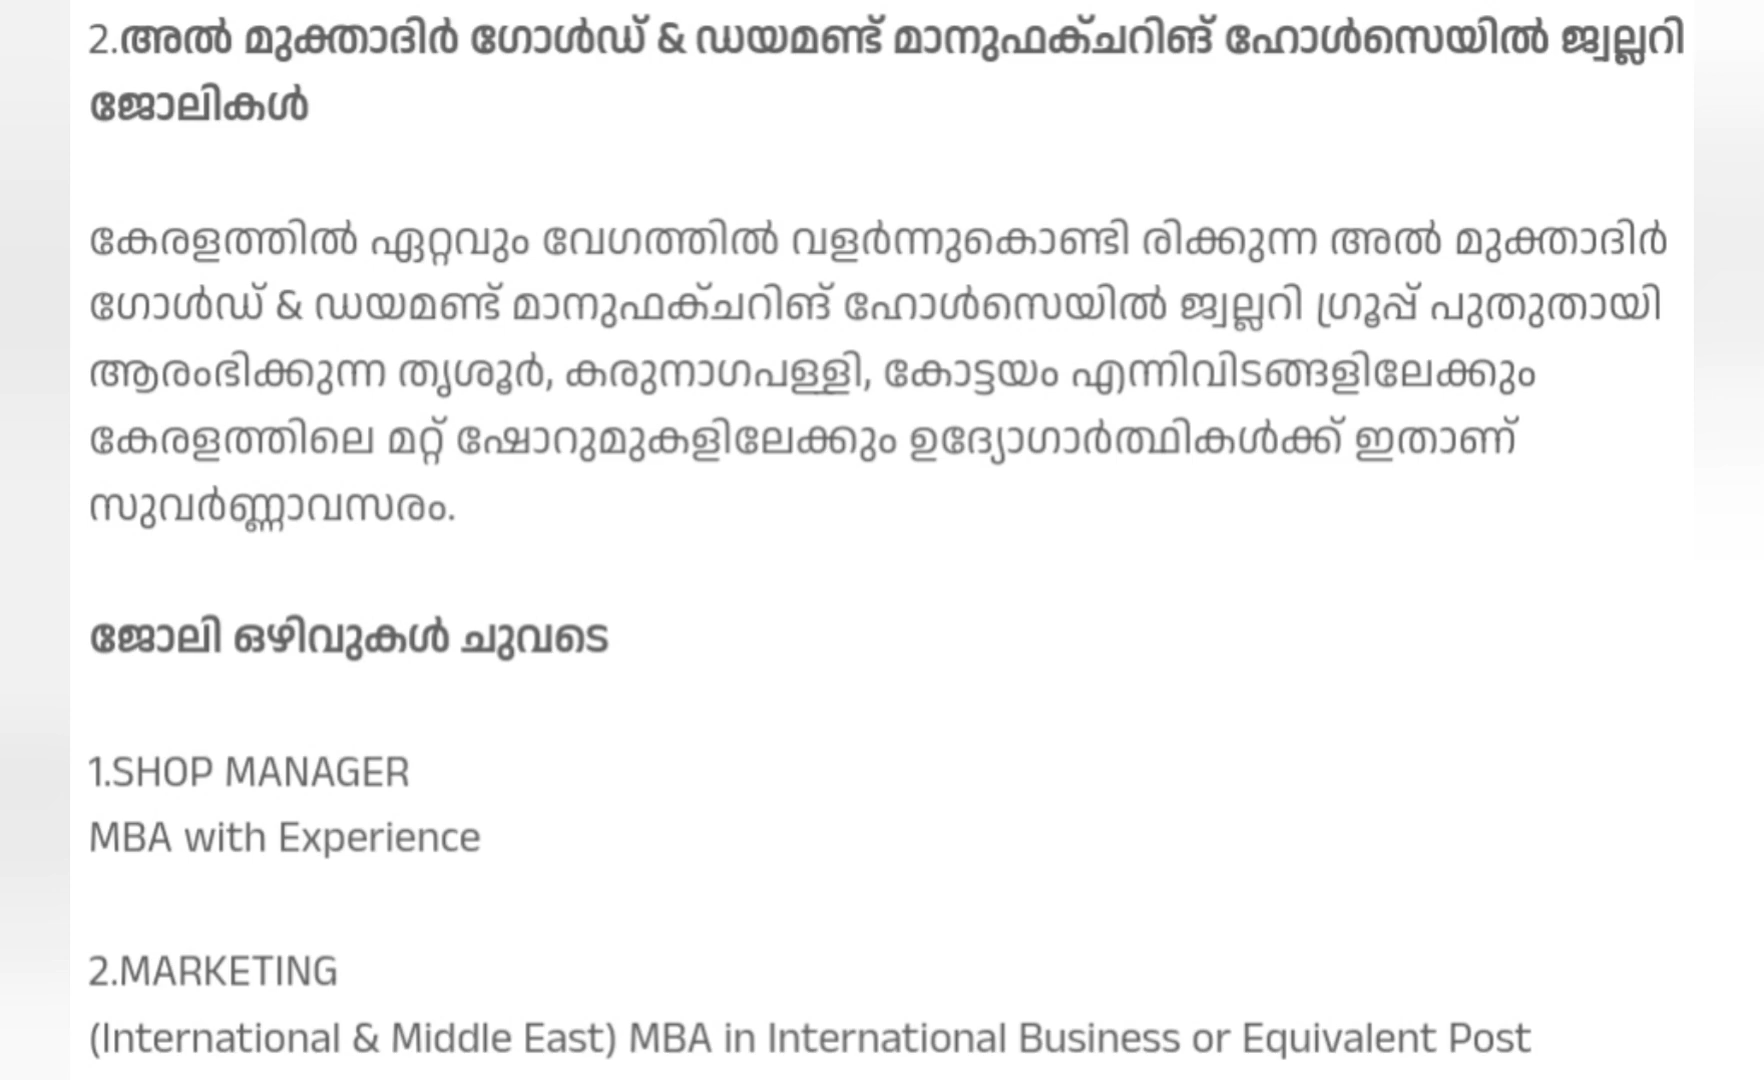 2.അൽ മുക്താദിർ ഗോൾഡ് & ഡയമണ്ട് മാനുഫക്ചറിങ് ഹോൾസെയിൽ ജ്വല്ലറി
ജോലികൾ
കേരളത്തിൽ ഏറ്റവും വേഗത്തിൽ വളർന്നുകൊണ്ടി രിക്കുന്ന അൽ മുക്താദിർ
ഗോൾഡ് & ഡയമണ്ട് മാനുഫക്ചറിങ് ഹോൾസെയിൽ ജ്വല്ലറി ഗ്രൂപ്പ് പുതുതായി
ആരംഭിക്കുന്ന തൃശൂർ, കരുനാഗപള്ളി, കോട്ടയം എന്നിവിടങ്ങളിലേക്കും
കേരളത്തിലെ മറ്റ് ഷോറുമുകളിലേക്കും ഉദ്യോഗാർത്ഥികൾക്ക് ഇതാണ്
സുവർണ്ണാവസരം.
ജോലി ഒഴിവുകൾ ചുവടെ
1.SHOP MANAGER
MBA with Experience
2.MARKETING
(International & Middle East) MBA in International Business or Equivalent Post